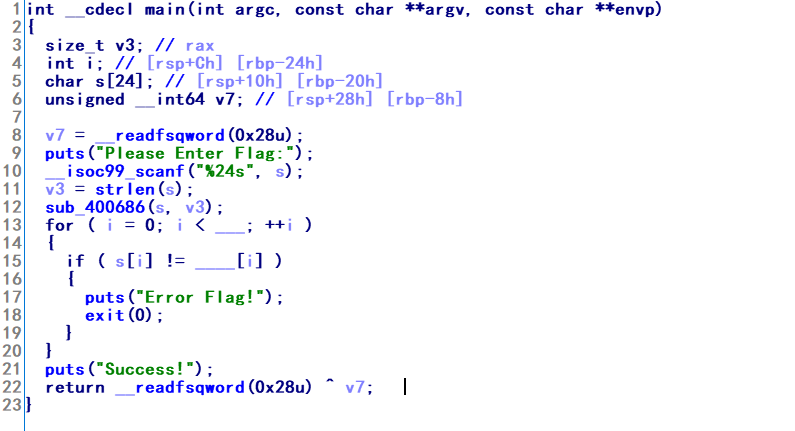 1 int __cdecl main(int argc, const char **argv, const char **envp)
2 {
3   size_t v3; // rax
4   int i; // [rsp+Ch] [rbp-24h]
5   char s[24]; // [rsp+10h] [rbp-20h]
6   unsigned __int64 v7; // [rsp+28h] [rbp-8h]
7
8   v7 = __readfsqword(0x28u);
9   puts("Please Enter Flag:");
10   __isoc99_scanf("%24s", s);
11   v3 = strlen(s);
12   sub_400686(s, v3);
13   for ( i = 0; i < ___; ++i )
14   {
15     if ( s[i] != ____[i] )
16     {
17       puts("Error Flag!");
18       exit(0);
19     }
20   }
21   puts("Success!");
22   return __readfsqword(0x28u) ^ v7;
23 }